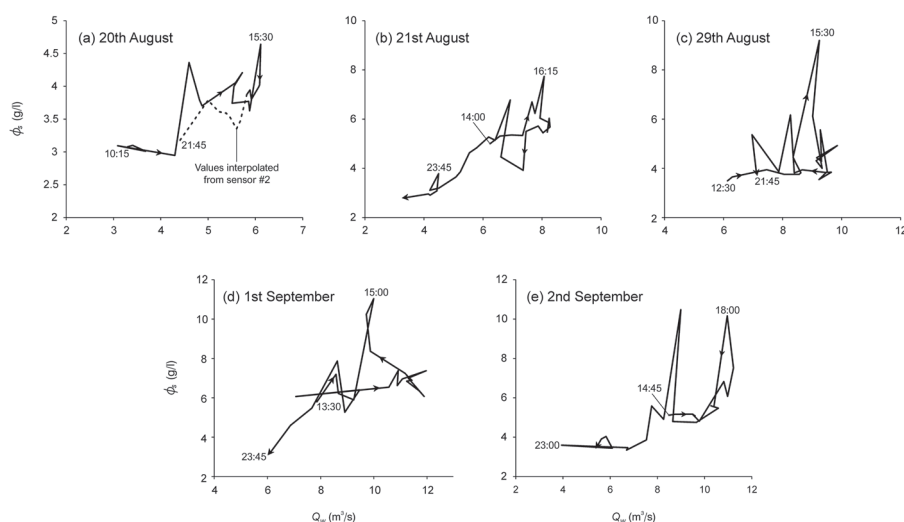 (a) 20th August
15:30
10:15
21:45
Values interpolated
from sensor #2
ϕs (g/l)
5
4.5
4
3.5
3
2.5
2
2 3 4 5 6 7
(b) 21st August
16:15
14:00
23:45
10
8
6
4
2
2 4 6 8 10
(c) 29th August
15:30
12:30
21:45
10
8
6
4
2
4 6 8 10 12
(d) 1st September
15:00
13:30
23:45
ϕs (g/l)
12
10
8
6
4
2
4 6 8 10 12
Qw (m³/s)
(e) 2nd September
18:00
14:45
23:00
12
10
8
6
4
2
2 4 6 8 10 12
Qw (m³/s)